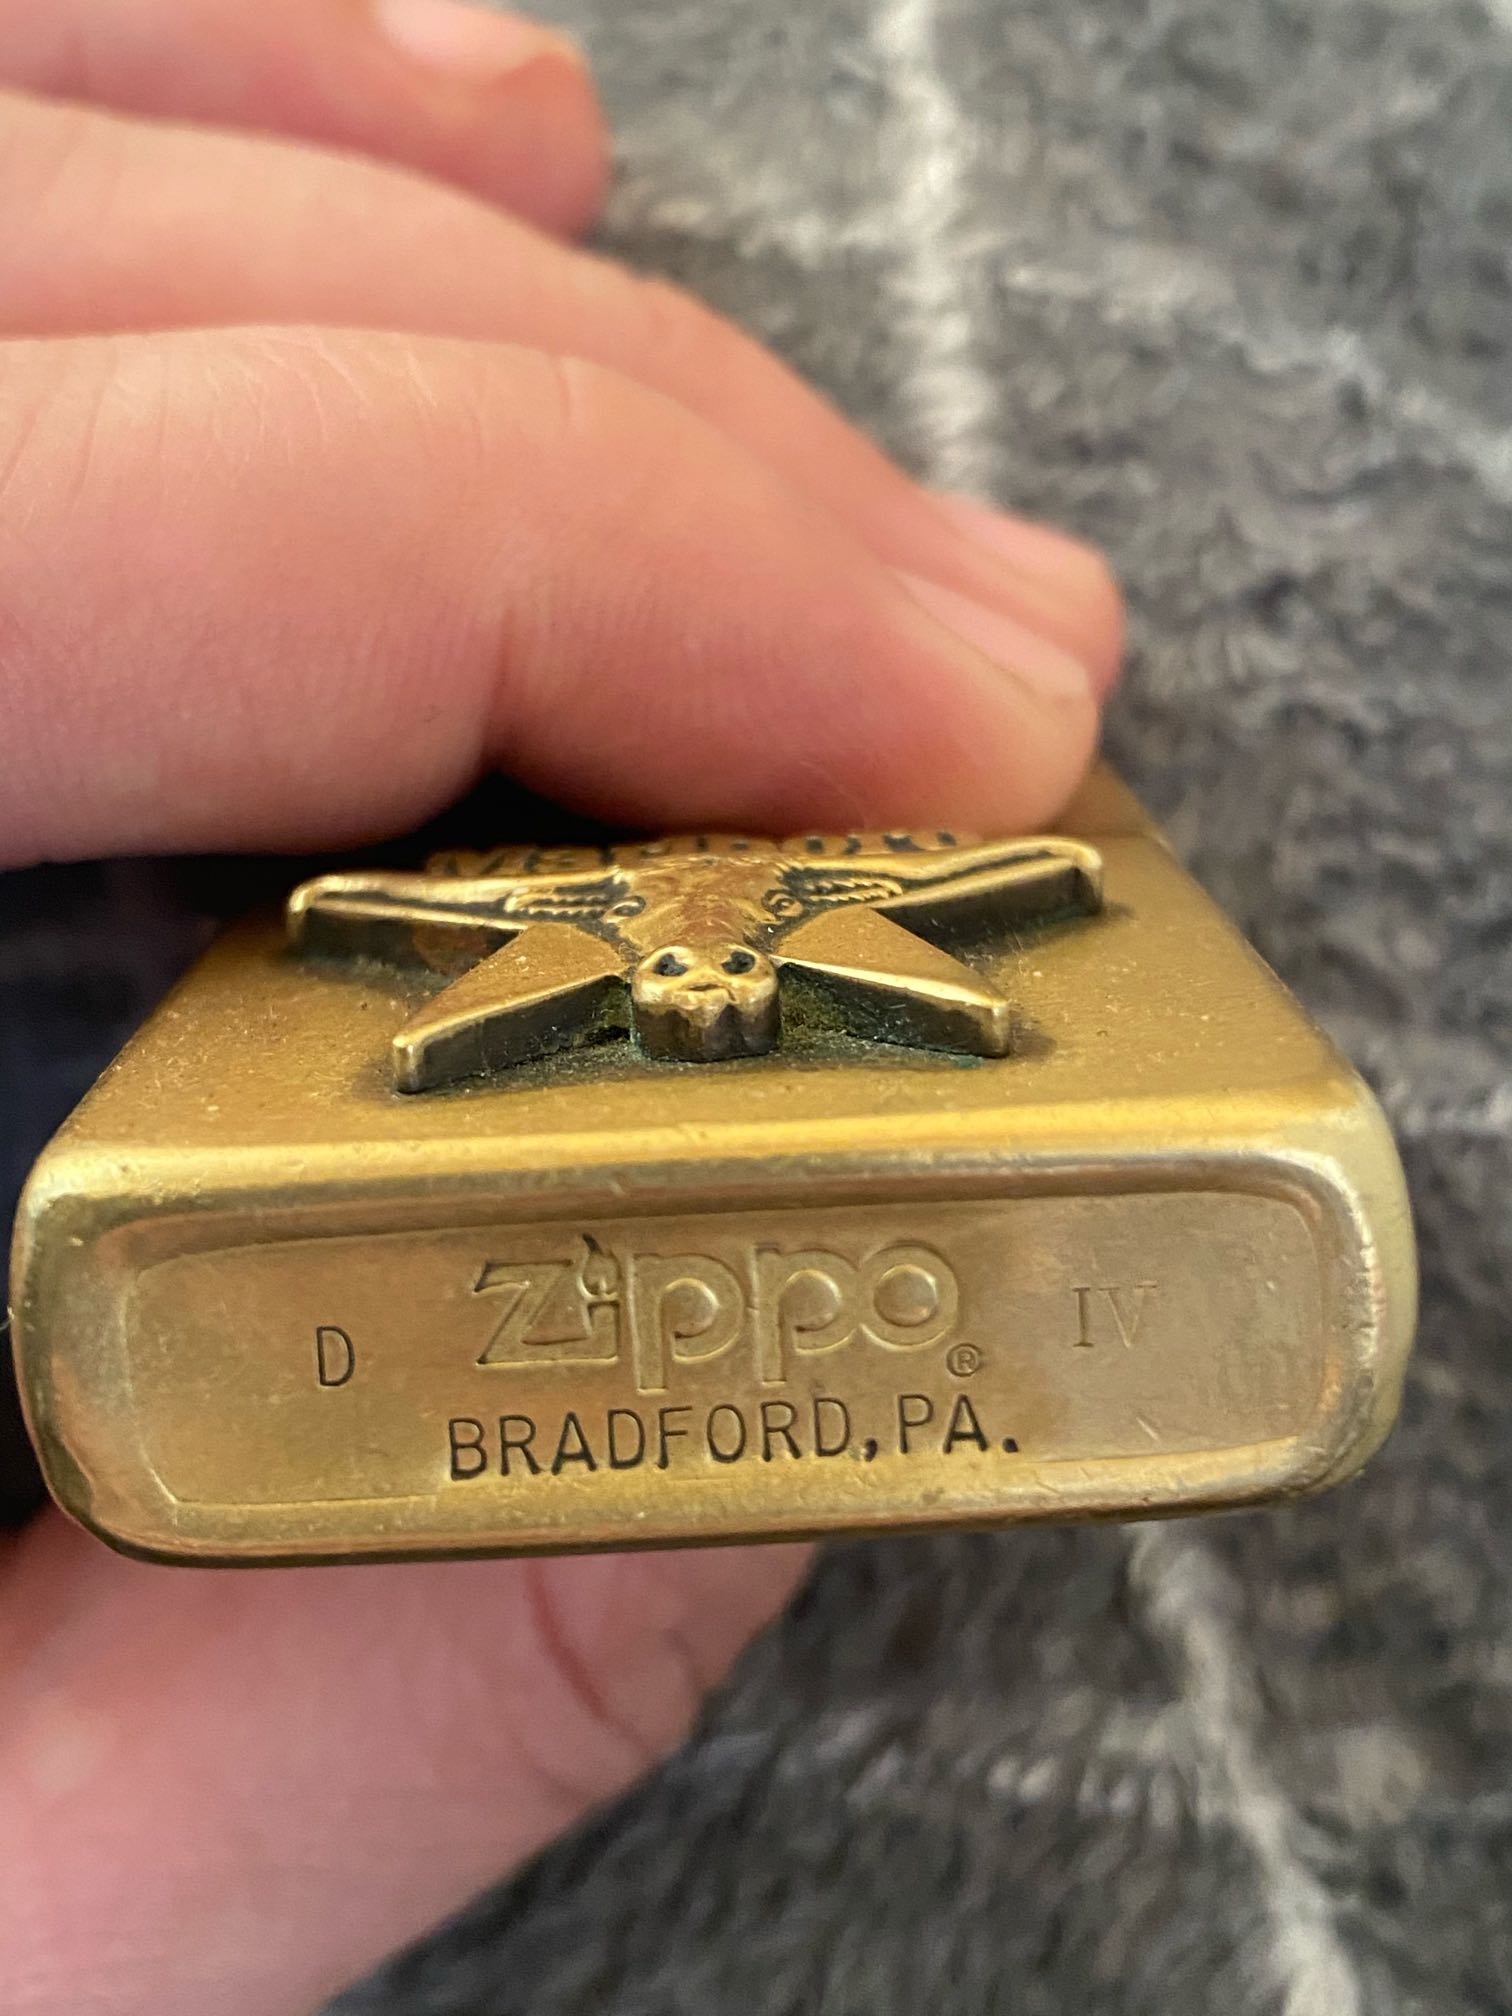 D zippo® IV
BRADFORD, PA.